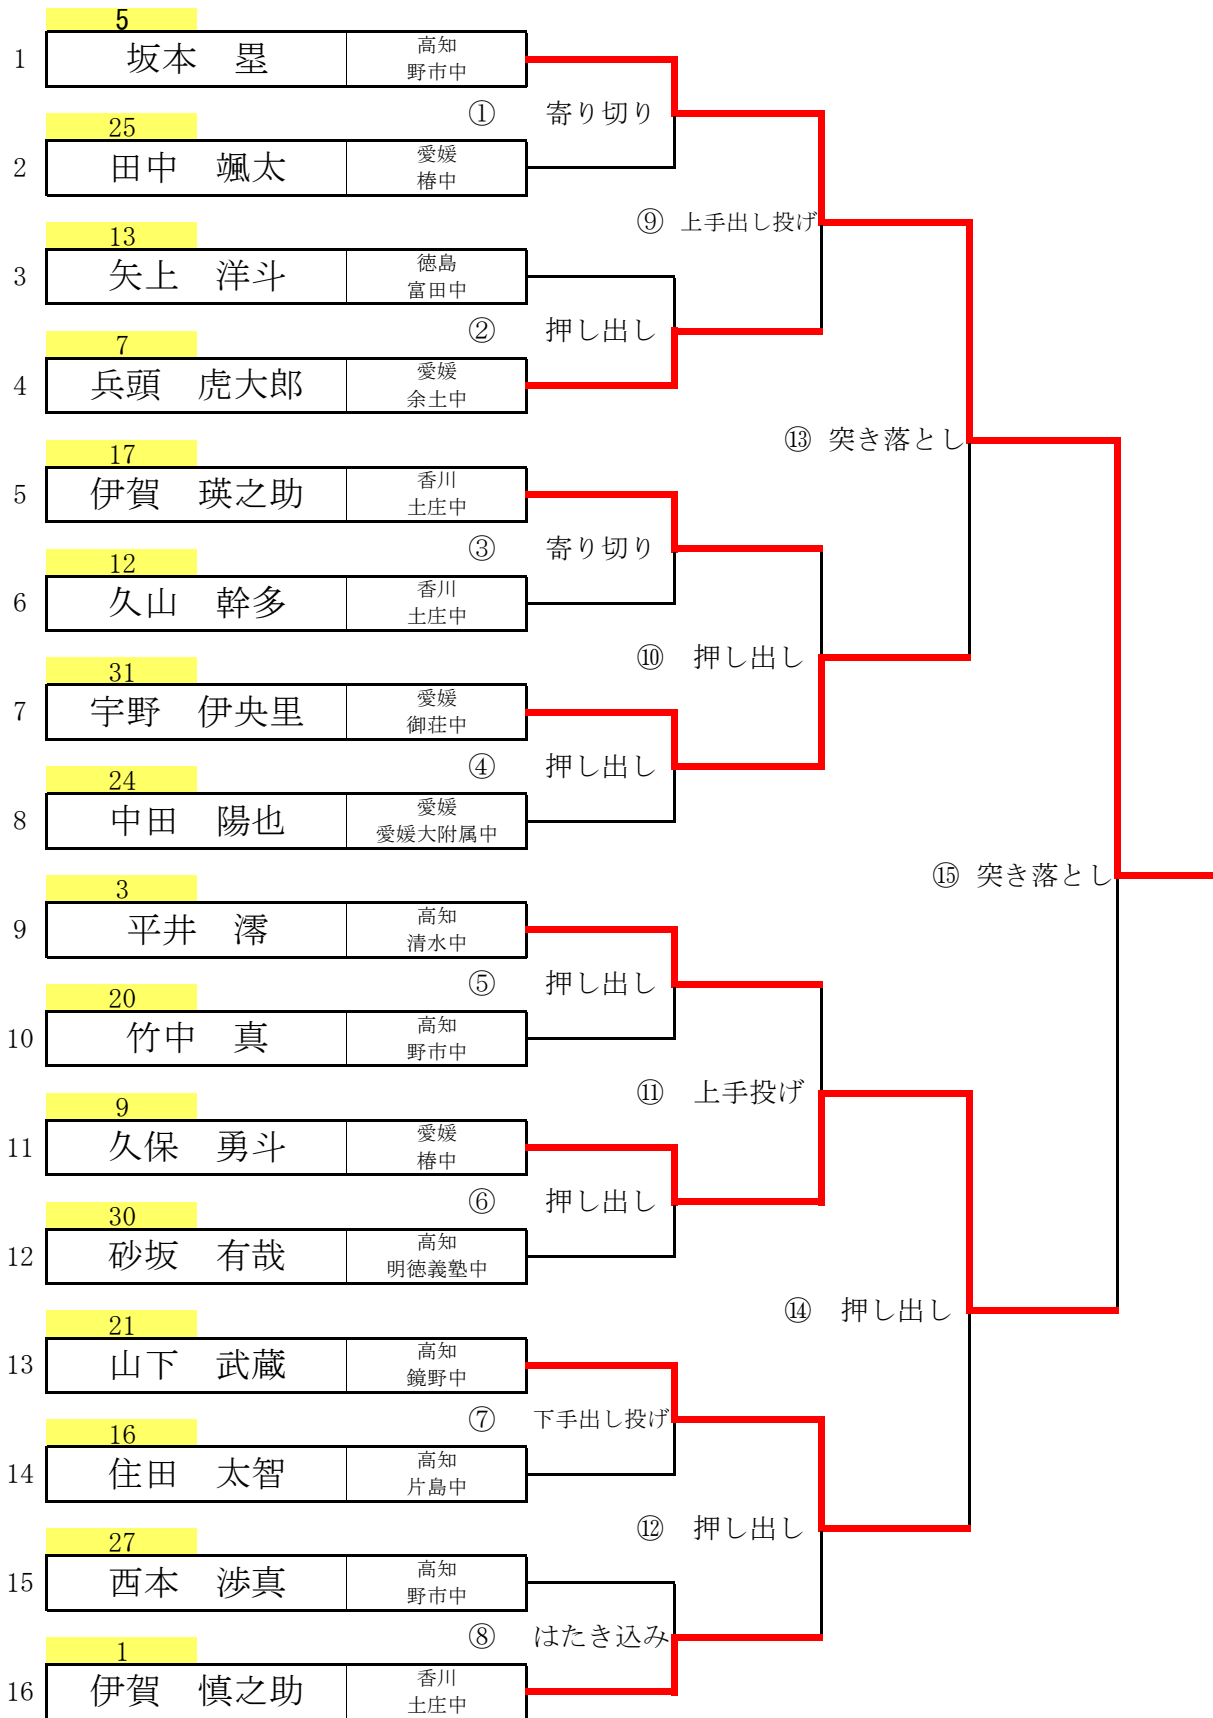 5
1 坂本 塁 高知
野市中
① 寄り切り
25
2 田中 颯太 愛媛
椿中
⑨ 上手出し投げ
13
3 矢上 洋斗 徳島
富田中
② 押し出し
7
4 兵頭 虎大郎 愛媛
余土中
⑬ 突き落とし
17
5 伊賀 瑛之助 香川
土庄中
③ 寄り切り
12
6 久山 幹多 香川
土庄中
⑩ 押し出し
31
7 宇野 伊央里 愛媛
御荘中
④ 押し出し
24
8 中田 陽也 愛媛
愛媛大附属中
⑮ 突き落とし
3
9 平井 澪 高知
清水中
⑤ 押し出し
20
10 竹中 真 高知
野市中
⑪ 上手投げ
9
11 久保 勇斗 愛媛
椿中
⑥ 押し出し
30
12 砂坂 有哉 高知
明徳義塾中
⑭ 押し出し
21
13 山下 武蔵 高知
鏡野中
⑦ 下手出し投げ
16
14 住田 太智 高知
片島中
⑫ 押し出し
27
15 西本 渉真 高知
野市中
⑧ はたき込み
1
16 伊賀 慎之助 香川
土庄中